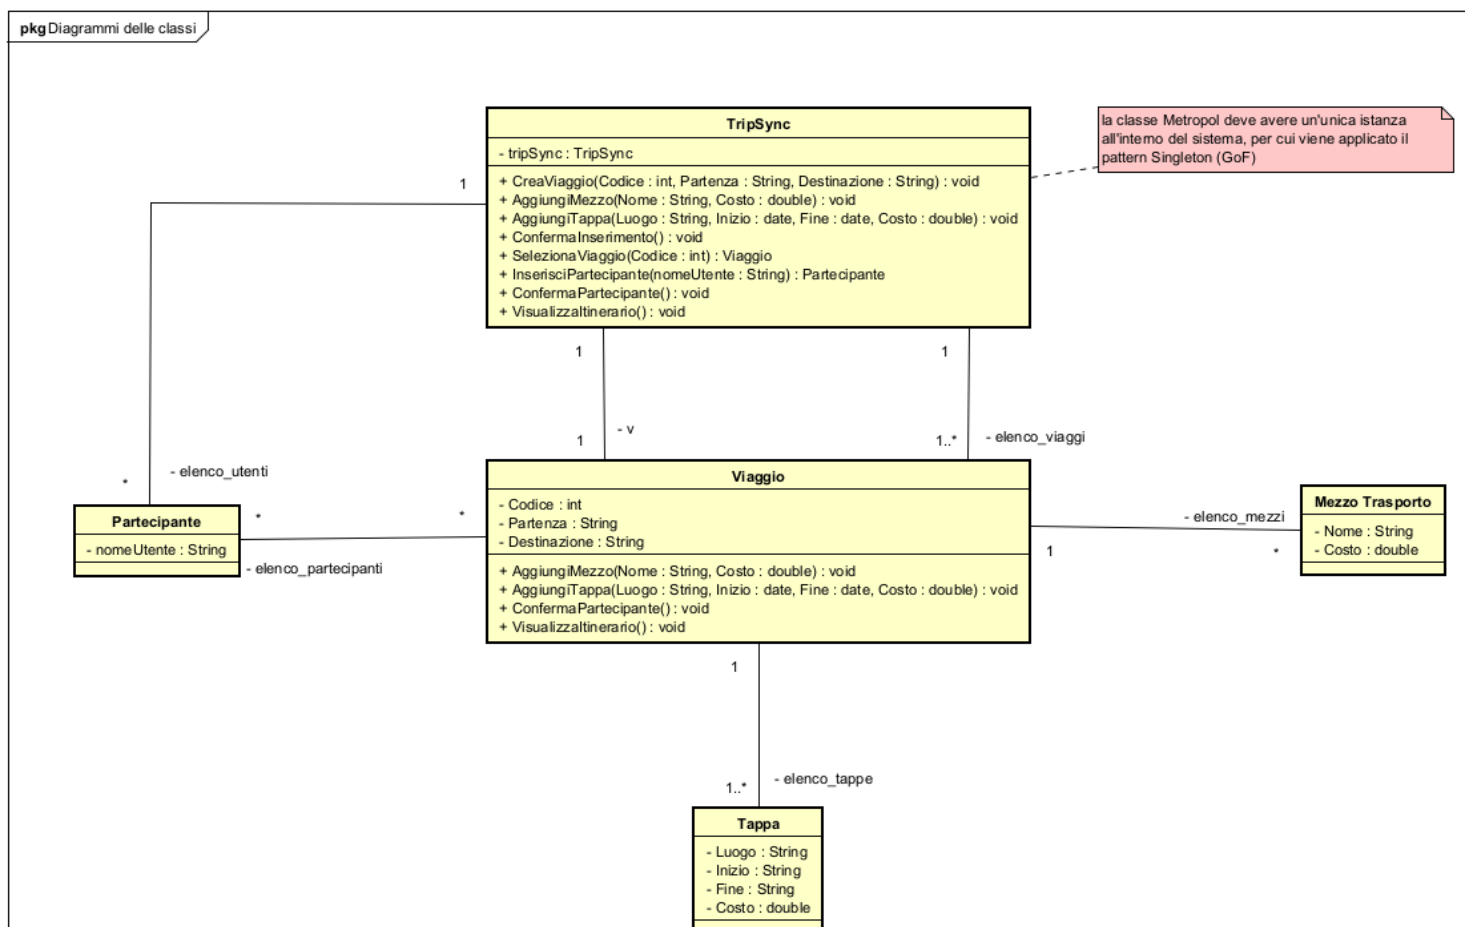 pkg Diagrammi delle classi
TripSync
- tripSync : TripSync
+ CreaViaggio(Codice : int, Partenza : String, Destinazione : String) : void
+ AggiungiMezzo(Nome : String, Costo : double) : void
+ AggiungiTappa(Luogo : String, Inizio : date, Fine : date, Costo : double) : void
+ ConfermaInserimento() : void
+ SelezionaViaggio(Codice : int) : Viaggio
+ InserisciPartecipante(nomeUtente : String) : Partecipante
+ ConfermaPartecipante() : void
+ VisualizzaItinerario() : void
la classe Metropol deve avere un'unica istanza
all'interno del sistema, per cui viene applicato il
pattern Singleton (GoF)
1
1
1
- v
1
1..*
- elenco_viaggi
- elenco_utenti
*
Partecipante
- nomeUtente : String
*
*
- elenco_partecipanti
Viaggio
- Codice : int
- Partenza : String
- Destinazione : String
+ AggiungiMezzo(Nome : String, Costo : double) : void
+ AggiungiTappa(Luogo : String, Inizio : date, Fine : date, Costo : double) : void
+ ConfermaPartecipante() : void
+ VisualizzaItinerario() : void
- elenco_mezzi
1
*
Mezzo Trasporto
- Nome : String
- Costo : double
1
- elenco_tappe
1..*
Tappa
- Luogo : String
- Inizio : String
- Fine : String
- Costo : double